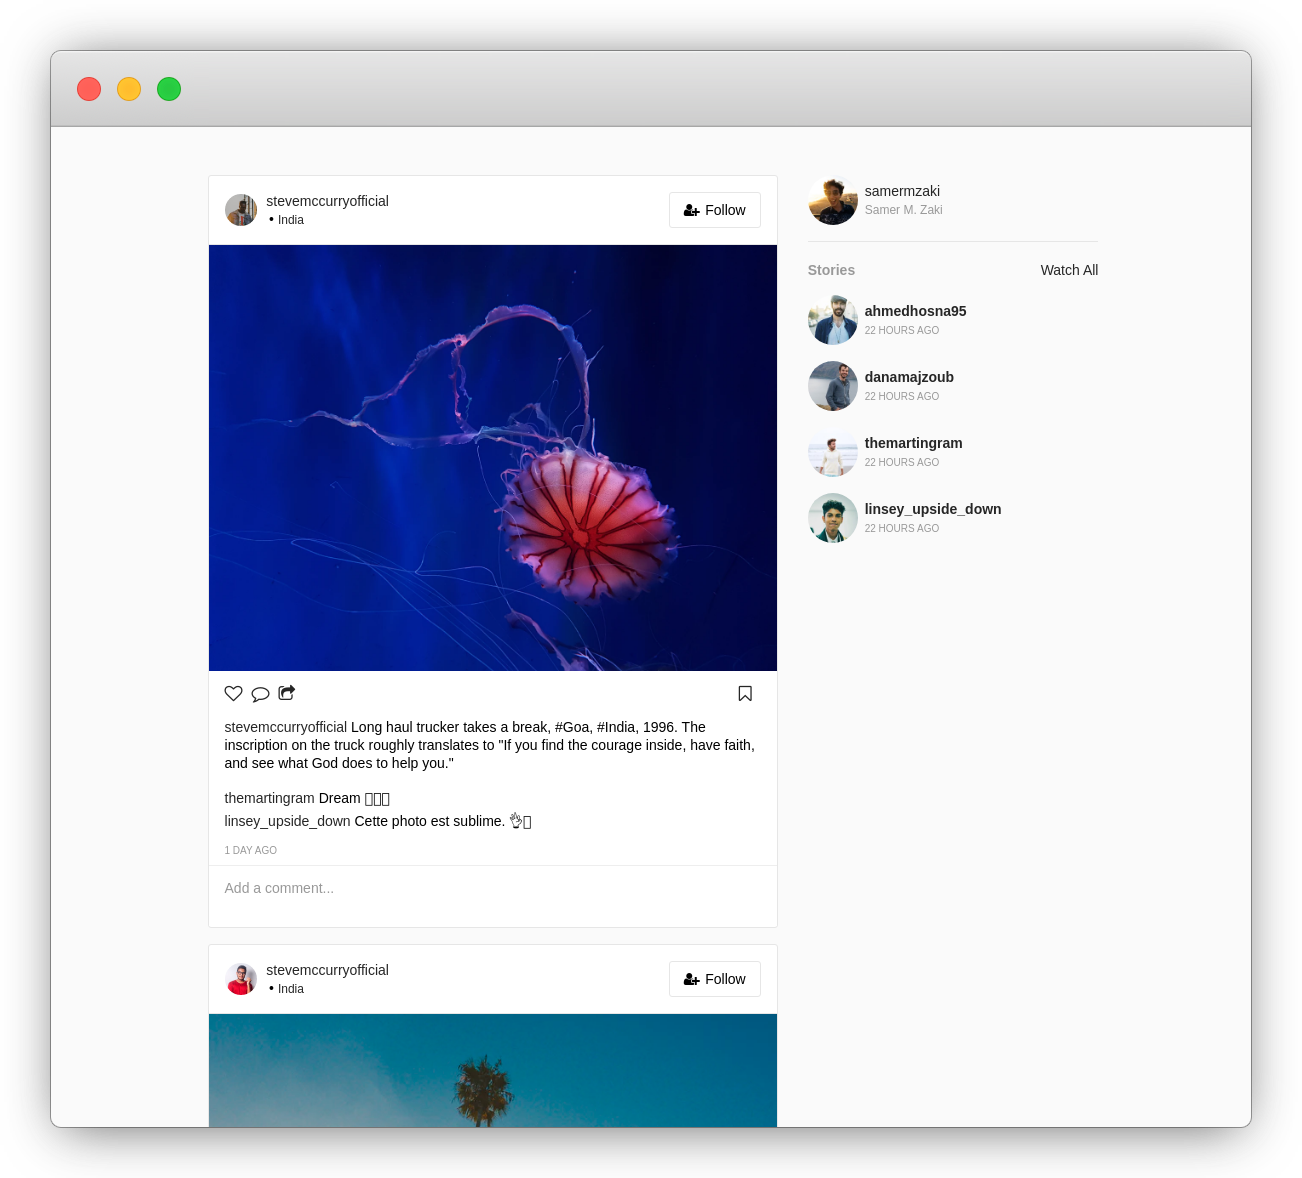 stevemccurryofficial
• India
Follow
stevemccurryofficial Long haul trucker takes a break, #Goa, #India, 1996. The
inscription on the truck roughly translates to "If you find the courage inside, have faith,
and see what God does to help you."
themartingram Dream
linsey_upside_down Cette photo est sublime. 👌
1 DAY AGO
Add a comment...
stevemccurryofficial
• India
Follow
samermzaki
Samer M. Zaki
Stories
Watch All
ahmedhosna95
22 HOURS AGO
danamajzoub
22 HOURS AGO
themartingram
22 HOURS AGO
linsey_upside_down
22 HOURS AGO